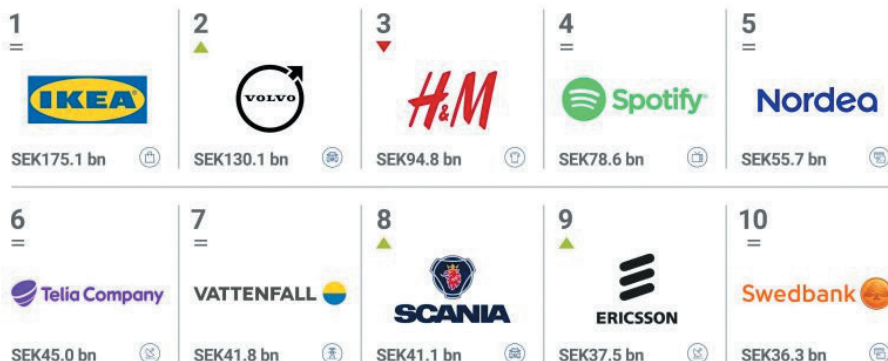 1
=
IKEA
SEK175.1 bn
2
VOLVO
SEK130.1 bn
3
H&M
SEK94.8 bn
4
=
Spotify
SEK78.6 bn
5
=
Nordea
SEK55.7 bn
6
=
Telia Company
SEK45.0 bn
7
=
VATTENFALL
SEK41.8 bn
8
SCANIA
SEK41.1 bn
9
ERICSSON
SEK37.5 bn
10
=
Swedbank
SEK36.3 bn